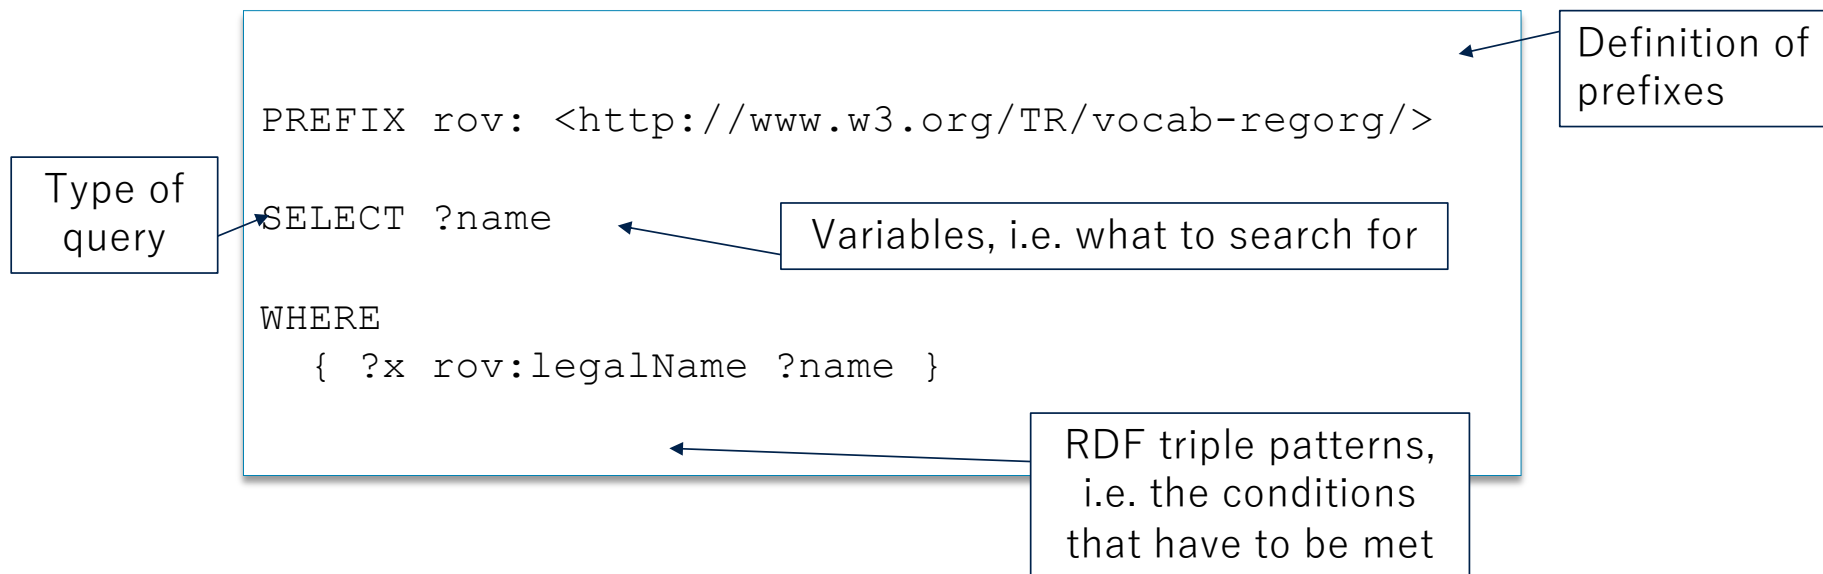 Definition of
prefixes
PREFIX rov: <http://www.w3.org/TR/vocab-regorg/>
Type of
query
SELECT ?name
Variables, i.e. what to search for
WHERE
{ ?x rov:legalName ?name }
RDF triple patterns,
i.e. the conditions
that have to be met